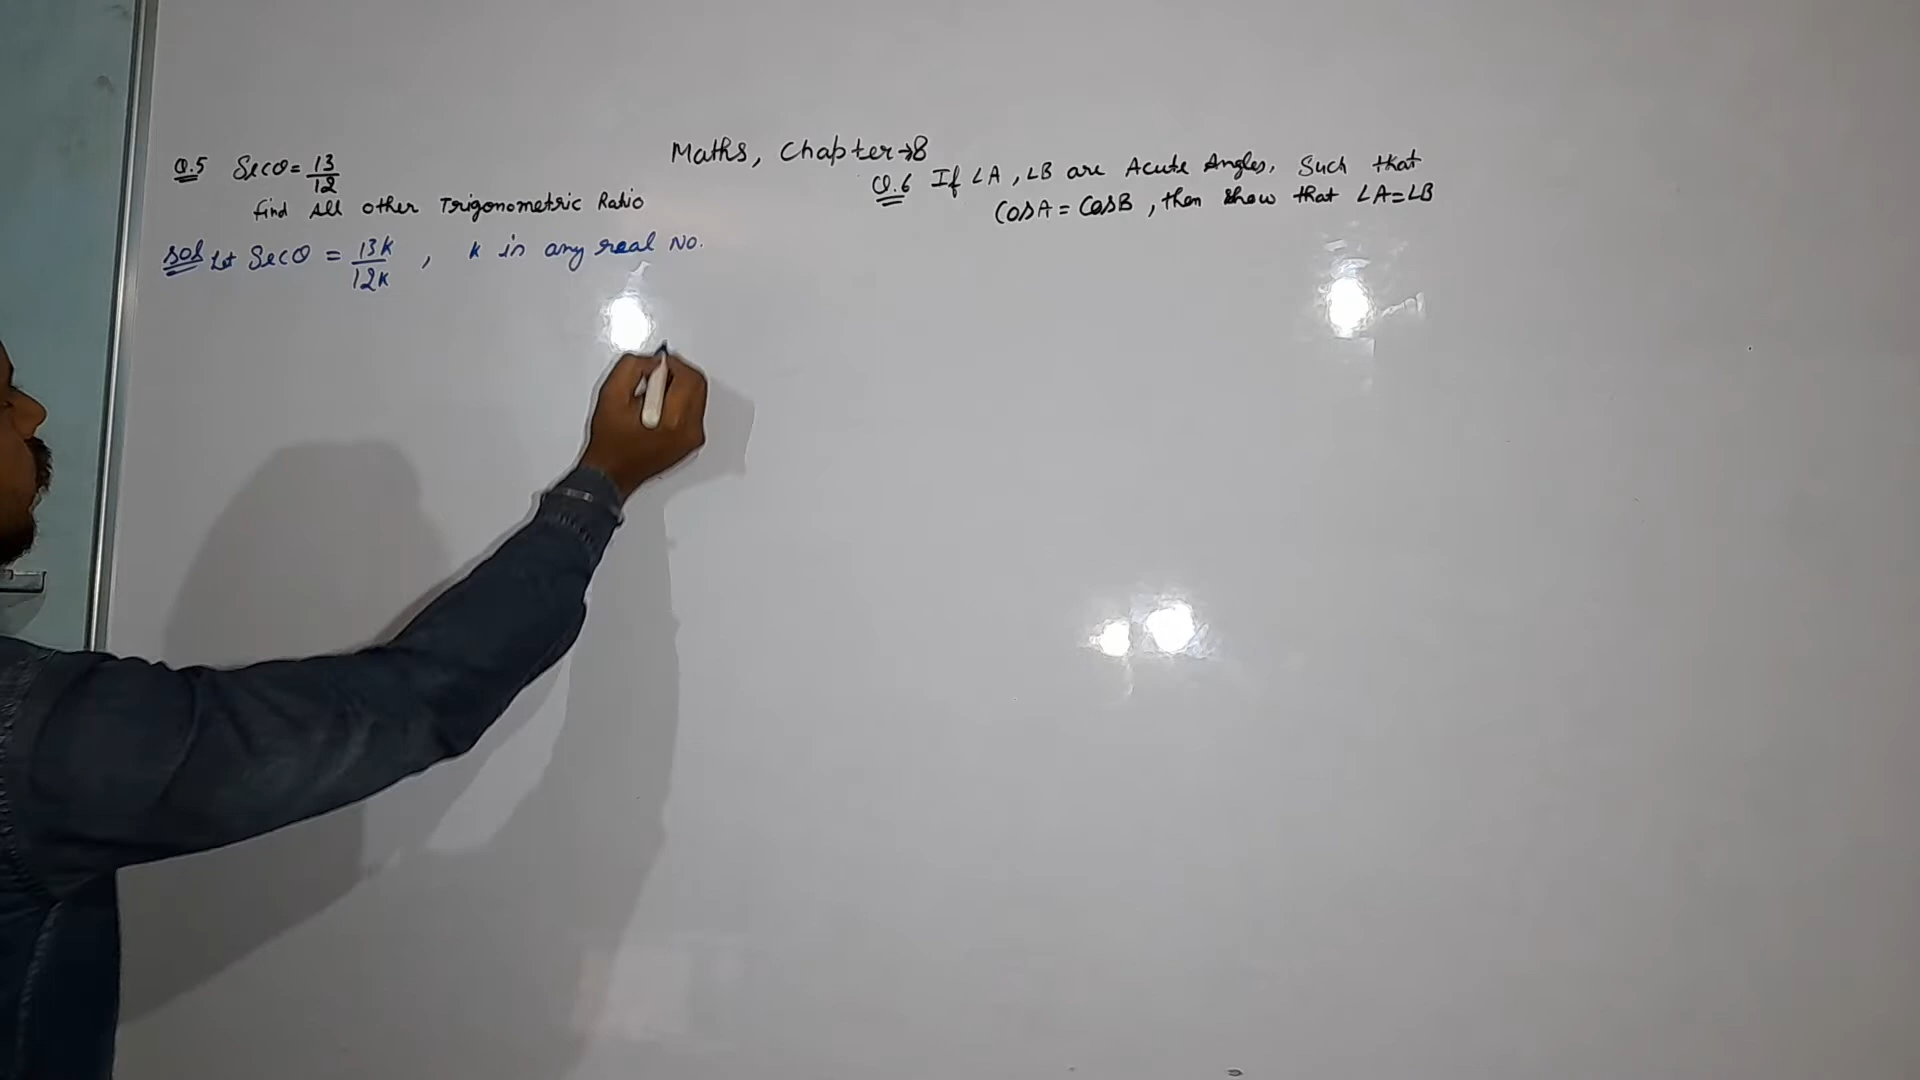 Maths, Chapter → 8
Q.5 Secθ = 13/12
find All other Trigonometric Ratio
Sol Let Secθ = 13k/12k , k is any real No.
Q.6 If ∠A, ∠B are Acute Angles, Such that
CosA = CosB, then show that ∠A = ∠B